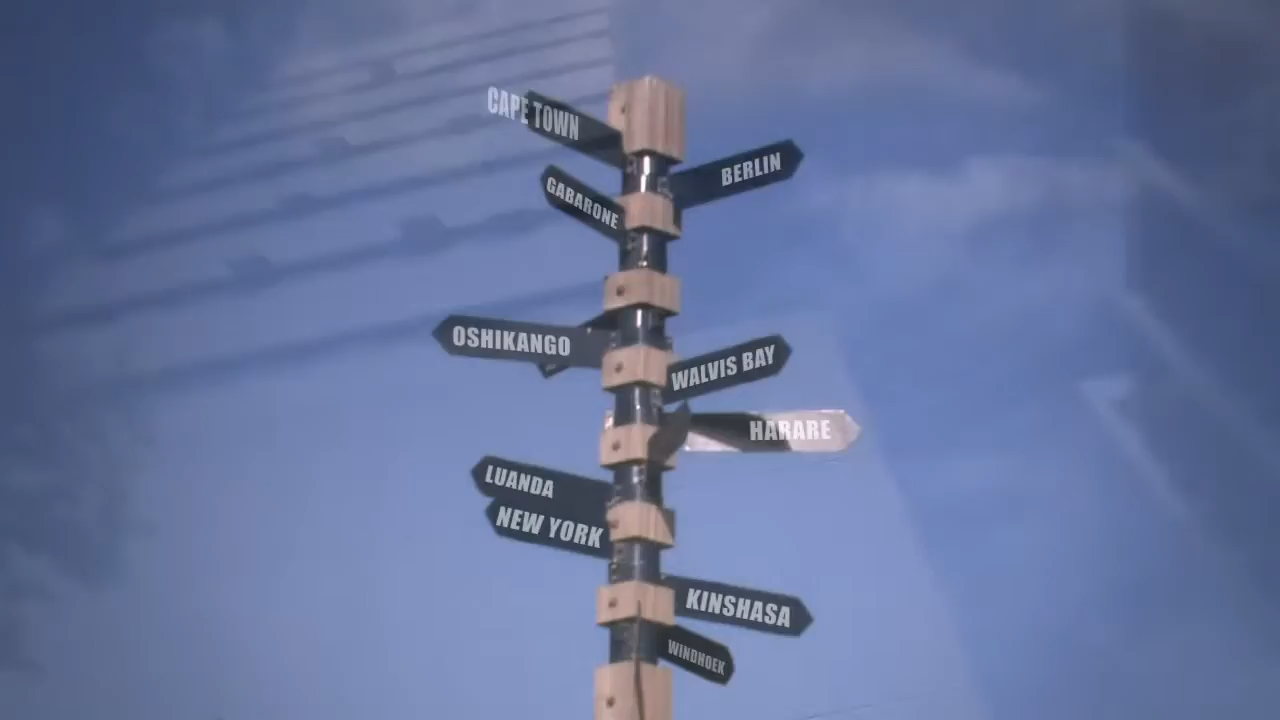 CAPE TOWN
BERLIN
GABARONE
OSHIKANGO
WALVIS BAY
HARARE
LUANDA
NEW YORK
KINSHASA
WINDHOEK